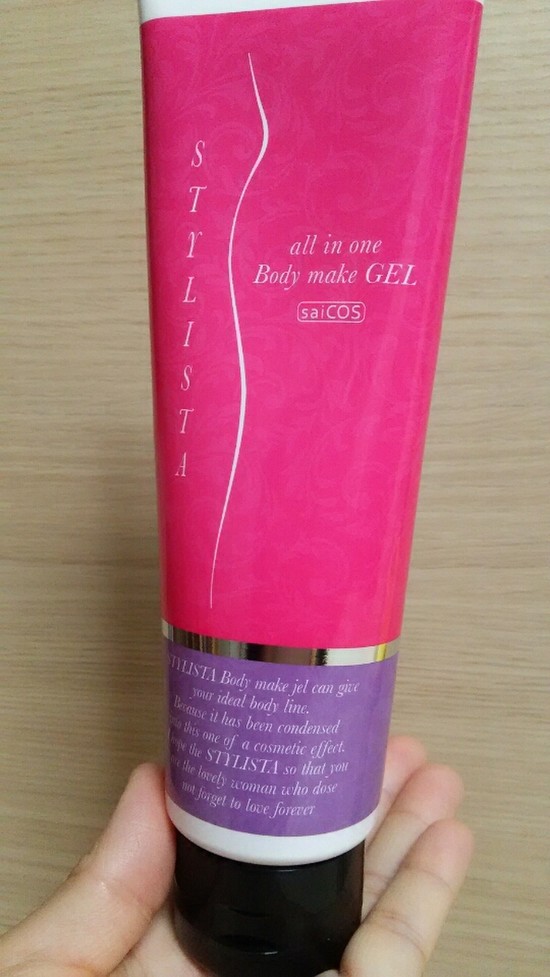 STYLISTA
all in one
Body make GEL
saiCOS
STYLISTA Body make jel can give
your ideal body line.
Because it has been condensed
this one of a cosmetic effect.
the STYLISTA so that you
the lovely woman who dose
not forget to love forever